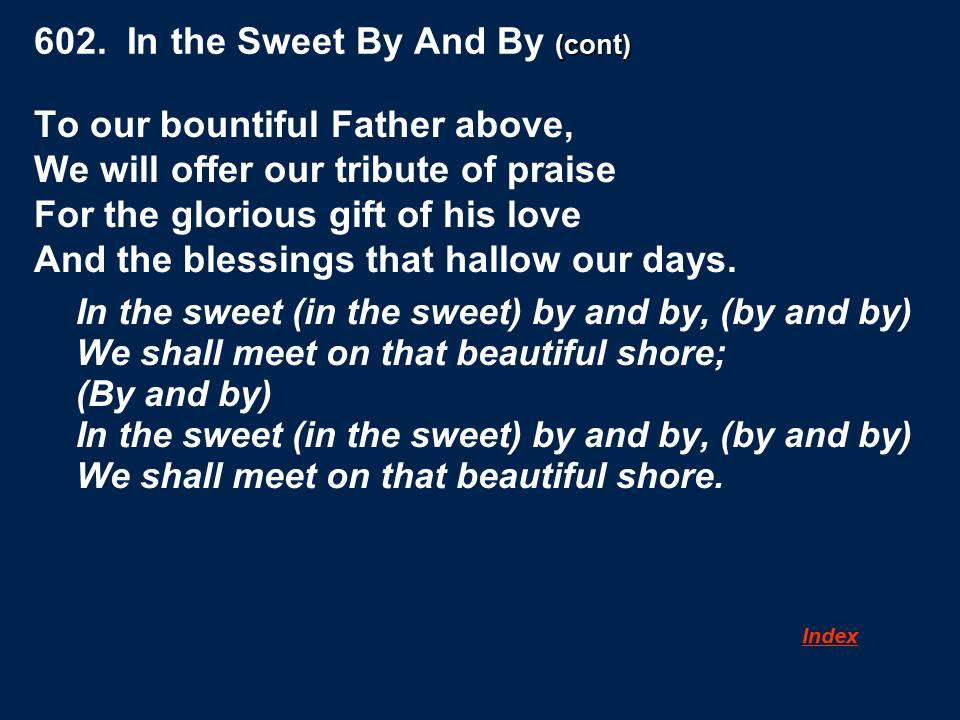 602. In the Sweet By And By (cont)
To our bountiful Father above,
We will offer our tribute of praise
For the glorious gift of his love
And the blessings that hallow our days.
In the sweet (in the sweet) by and by, (by and by)
We shall meet on that beautiful shore;
(By and by)
In the sweet (in the sweet) by and by, (by and by)
We shall meet on that beautiful shore.
Index